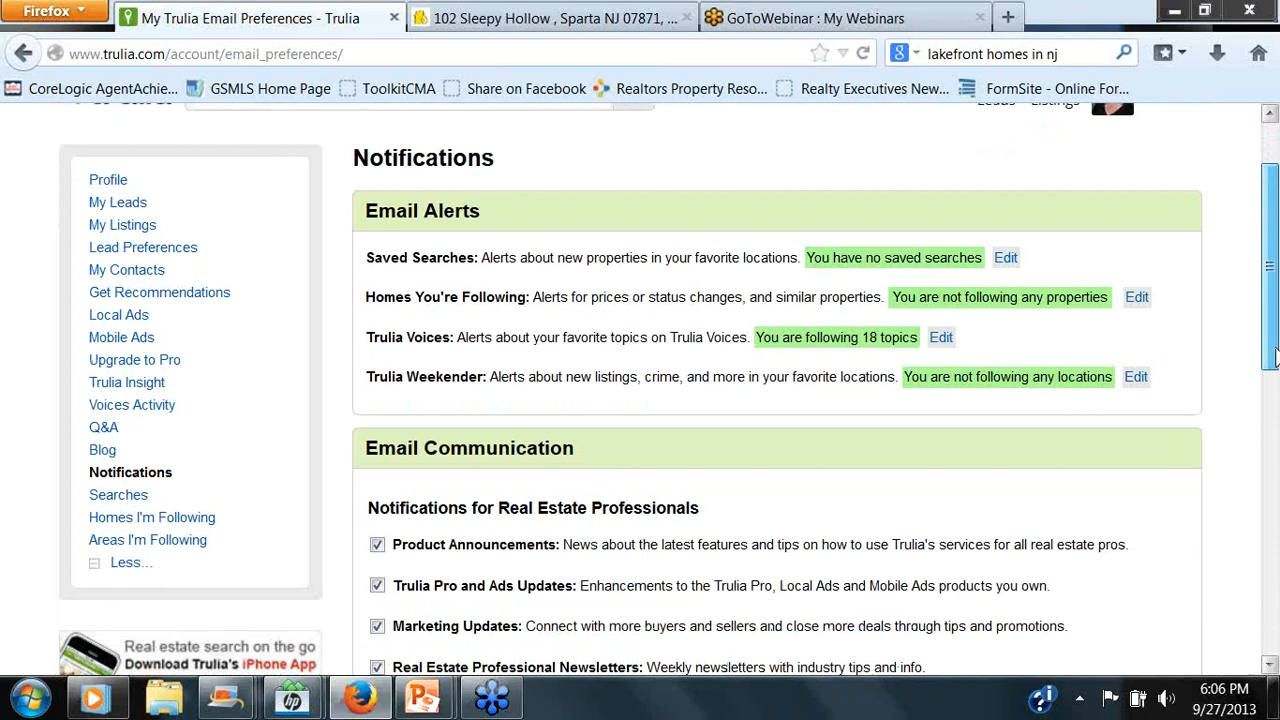 Firefox
My Trulia Email Preferences - Trulia
102 Sleepy Hollow , Sparta NJ 07871, ...
GoToWebinar : My Webinars
www.trulia.com/account/email_preferences/
lakefront homes in nj
CoreLogic AgentAchie...
GSMLS Home Page
ToolkitCMA
Share on Facebook
Realtors Property Reso...
Realty Executives New...
FormSite - Online For...
Leads Listings
Profile
My Leads
My Listings
Lead Preferences
My Contacts
Get Recommendations
Local Ads
Mobile Ads
Upgrade to Pro
Trulia Insight
Voices Activity
Q&A
Blog
Notifications
Searches
Homes I'm Following
Areas I'm Following
Less...
Real estate search on the go
Download Trulia's iPhone App
Notifications
Email Alerts
Saved Searches: Alerts about new properties in your favorite locations. You have no saved searches Edit
Homes You're Following: Alerts for prices or status changes, and similar properties. You are not following any properties Edit
Trulia Voices: Alerts about your favorite topics on Trulia Voices. You are following 18 topics Edit
Trulia Weekender: Alerts about new listings, crime, and more in your favorite locations. You are not following any locations Edit
Email Communication
Notifications for Real Estate Professionals
Product Announcements: News about the latest features and tips on how to use Trulia's services for all real estate pros.
Trulia Pro and Ads Updates: Enhancements to the Trulia Pro, Local Ads and Mobile Ads products you own.
Marketing Updates: Connect with more buyers and sellers and close more deals through tips and promotions.
Real Estate Professional Newsletters: Weekly newsletters with industry tips and info.
6:06 PM
9/27/2013